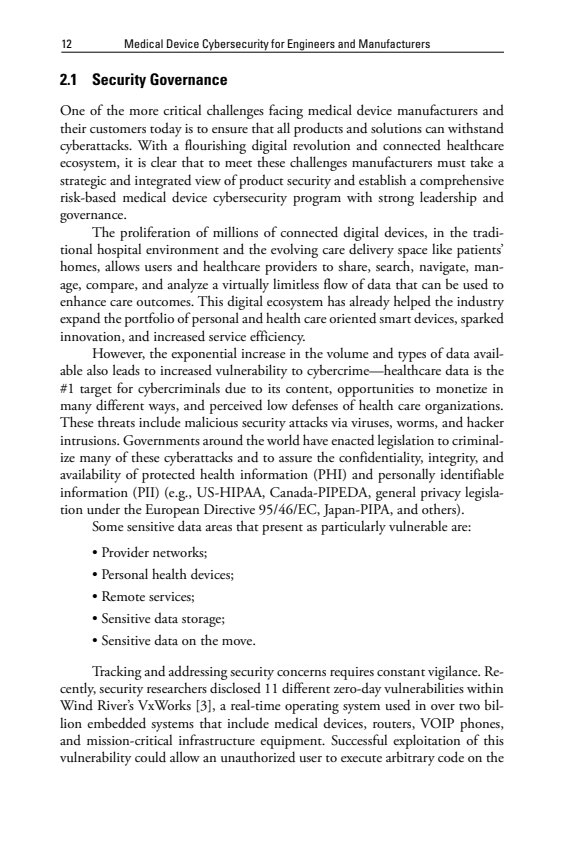 12 Medical Device Cybersecurity for Engineers and Manufacturers
2.1 Security Governance
One of the more critical challenges facing medical device manufacturers and
their customers today is to ensure that all products and solutions can withstand
cyberattacks. With a flourishing digital revolution and connected healthcare
ecosystem, it is clear that to meet these challenges manufacturers must take a
strategic and integrated view of product security and establish a comprehensive
risk-based medical device cybersecurity program with strong leadership and
governance.
The proliferation of millions of connected digital devices, in the tradi-
tional hospital environment and the evolving care delivery space like patients’
homes, allows users and healthcare providers to share, search, navigate, man-
age, compare, and analyze a virtually limitless flow of data that can be used to
enhance care outcomes. This digital ecosystem has already helped the industry
expand the portfolio of personal and health care oriented smart devices, sparked
innovation, and increased service efficiency.
However, the exponential increase in the volume and types of data avail-
able also leads to increased vulnerability to cybercrime—healthcare data is the
#1 target for cybercriminals due to its content, opportunities to monetize in
many different ways, and perceived low defenses of health care organizations.
These threats include malicious security attacks via viruses, worms, and hacker
intrusions. Governments around the world have enacted legislation to criminal-
ize many of these cyberattacks and to assure the confidentiality, integrity, and
availability of protected health information (PHI) and personally identifiable
information (PII) (e.g., US-HIPAA, Canada-PIPEDA, general privacy legisla-
tion under the European Directive 95/46/EC, Japan-PIPA, and others).
Some sensitive data areas that present as particularly vulnerable are:
• Provider networks;
• Personal health devices;
• Remote services;
• Sensitive data storage;
• Sensitive data on the move.
Tracking and addressing security concerns requires constant vigilance. Re-
cently, security researchers disclosed 11 different zero-day vulnerabilities within
Wind River’s VxWorks [3], a real-time operating system used in over two bil-
lion embedded systems that include medical devices, routers, VOIP phones,
and mission-critical infrastructure equipment. Successful exploitation of this
vulnerability could allow an unauthorized user to execute arbitrary code on the